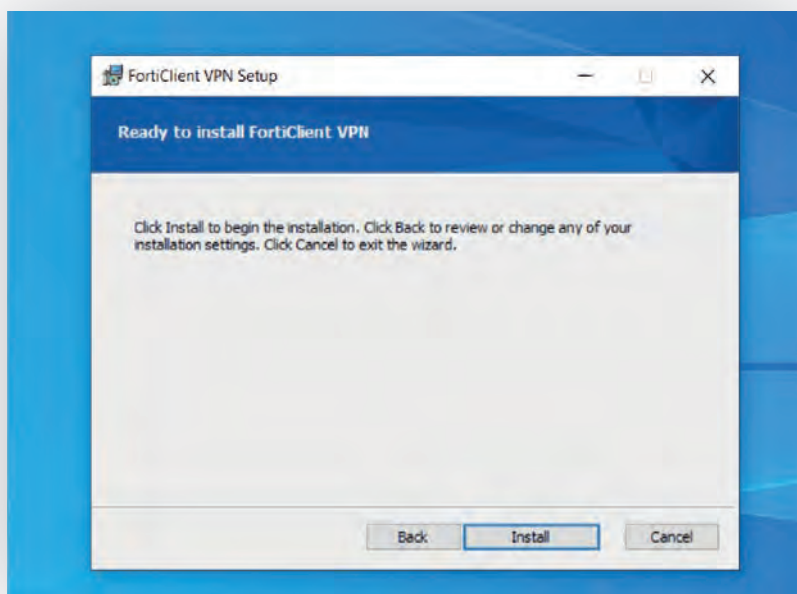 FortiClient VPN Setup
Ready to install FortiClient VPN
Click Install to begin the installation. Click Back to review or change any of your
installation settings. Click Cancel to exit the wizard.
Back Install Cancel